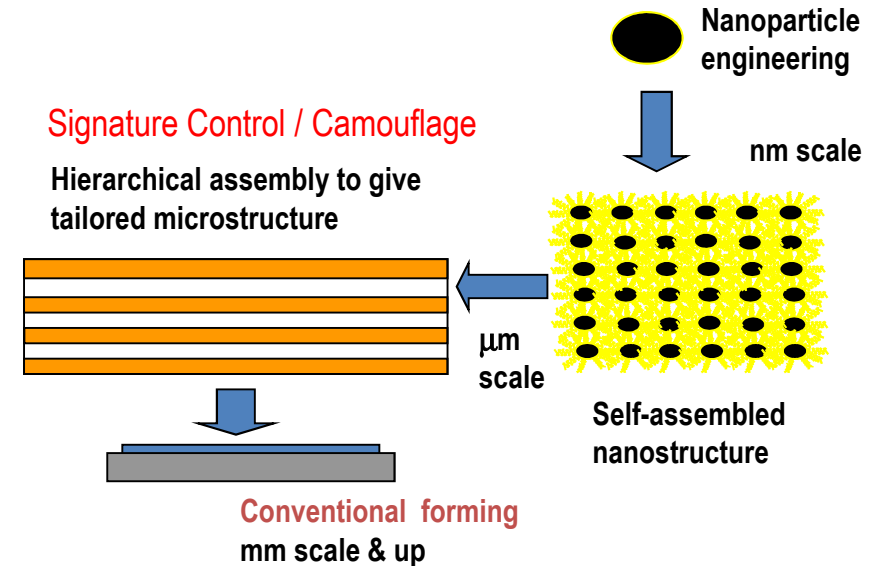 Nanoparticle
engineering
Signature Control / Camouflage
nm scale
Hierarchical assembly to give
tailored microstructure
μm
scale
Self-assembled
nanostructure
Conventional forming
mm scale & up